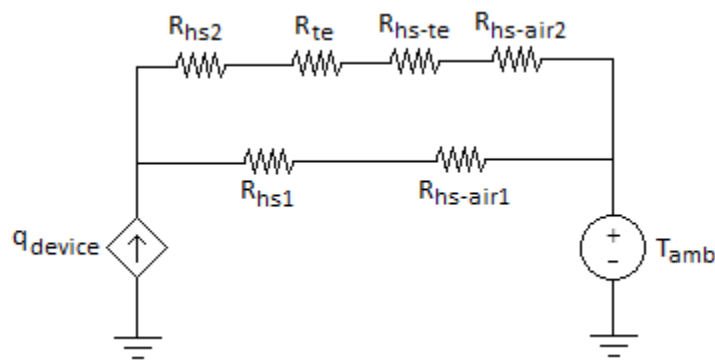 Rhs2
Rte
Rhs-te
Rhs-air2
Rhs1
Rhs-air1
qdevice
+
-
Tamb